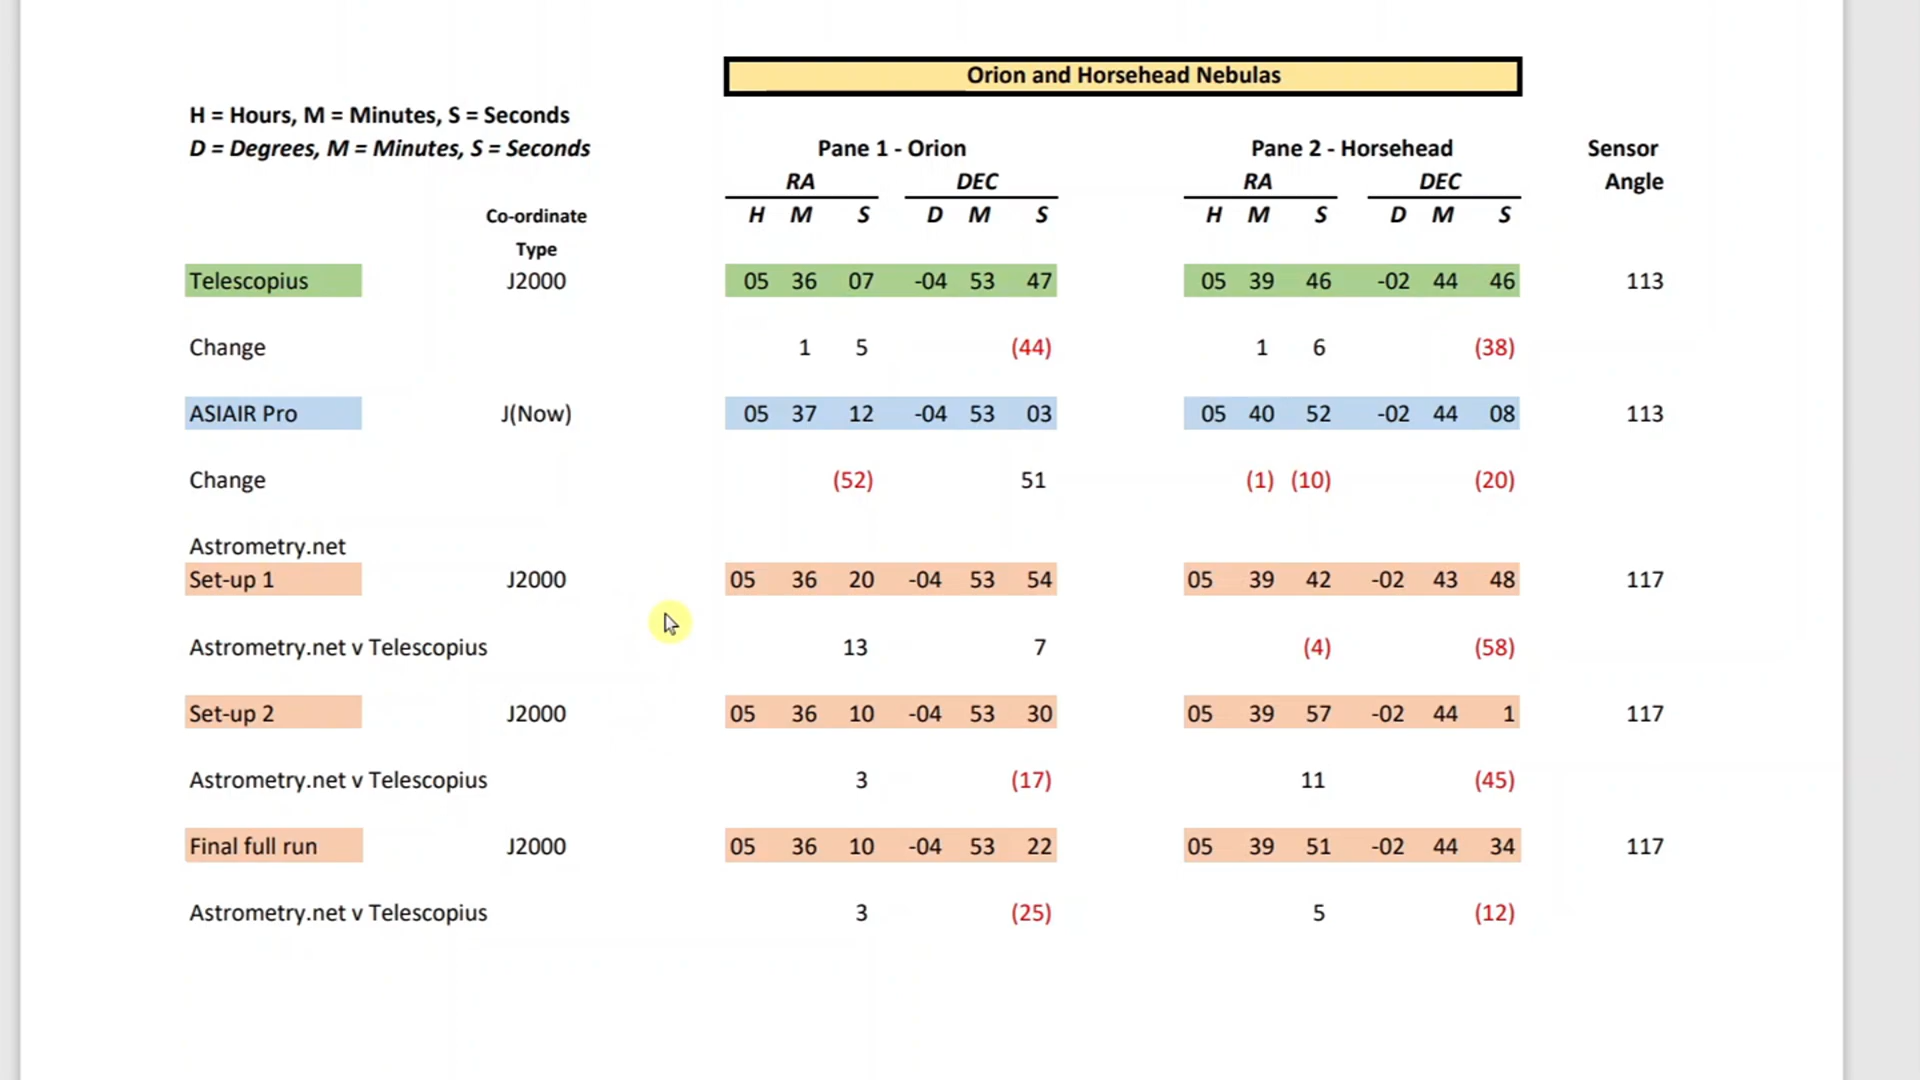 Orion and Horsehead Nebulas
H = Hours, M = Minutes, S = Seconds
D = Degrees, M = Minutes, S = Seconds
Pane 1 - Orion Pane 2 - Horsehead Sensor
RA DEC RA DEC Angle
H M S D M S H M S D M S
Co-ordinate
Type
Telescopius J2000 05 36 07 -04 53 47 05 39 46 -02 44 46 113
Change 1 5 (44) 1 6 (38)
ASIAIR Pro J(Now) 05 37 12 -04 53 03 05 40 52 -02 44 08 113
Change (52) 51 (1) (10) (20)
Astrometry.net
Set-up 1 J2000 05 36 20 -04 53 54 05 39 42 -02 43 48 117
Astrometry.net v Telescopius 13 7 (4) (58)
Set-up 2 J2000 05 36 10 -04 53 30 05 39 57 -02 44 1 117
Astrometry.net v Telescopius 3 (17) 11 (45)
Final full run J2000 05 36 10 -04 53 22 05 39 51 -02 44 34 117
Astrometry.net v Telescopius 3 (25) 5 (12)